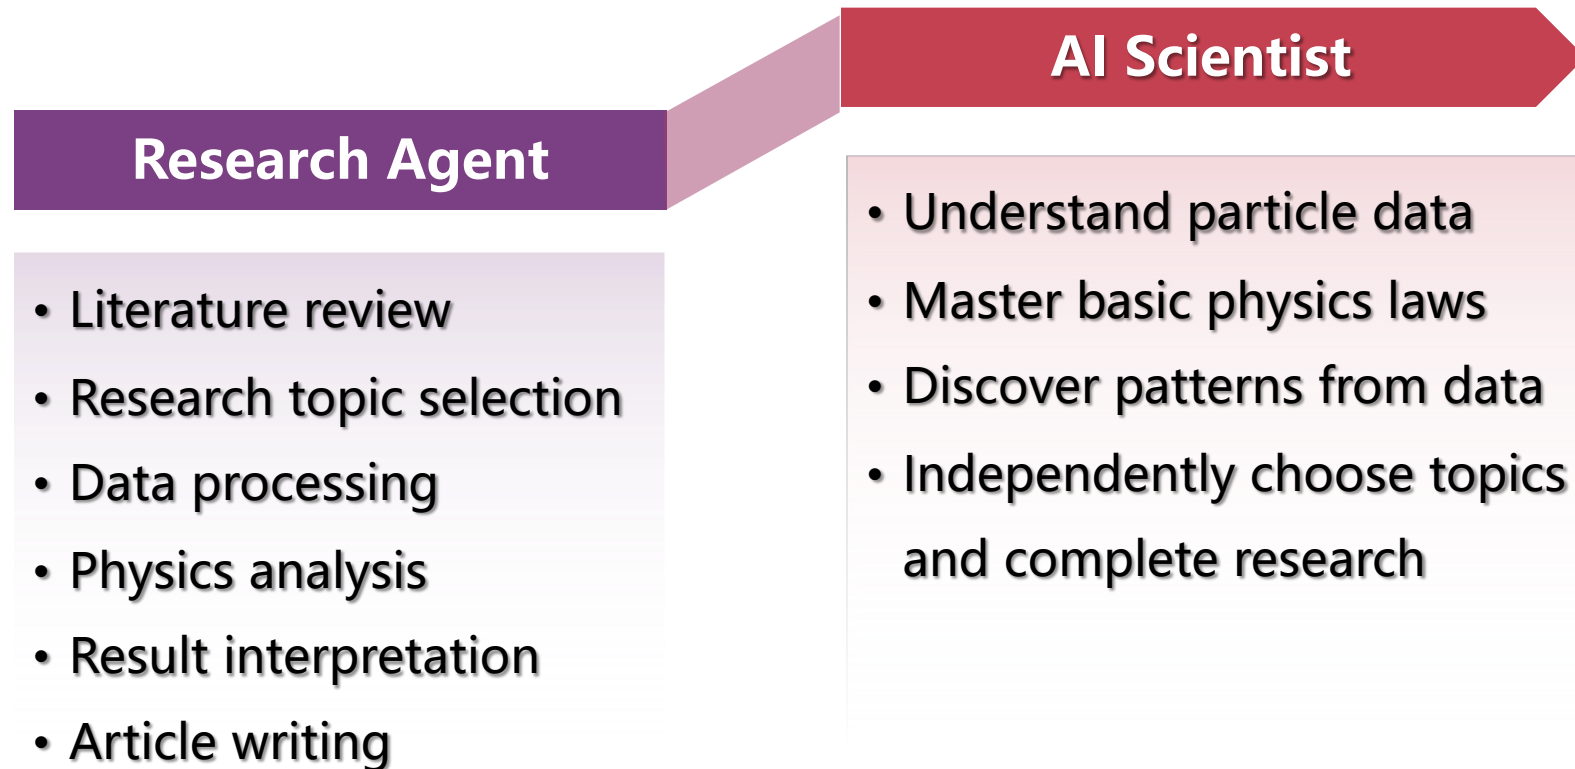 Research Agent
• Literature review
• Research topic selection
• Data processing
• Physics analysis
• Result interpretation
• Article writing
AI Scientist
• Understand particle data
• Master basic physics laws
• Discover patterns from data
• Independently choose topics
and complete research